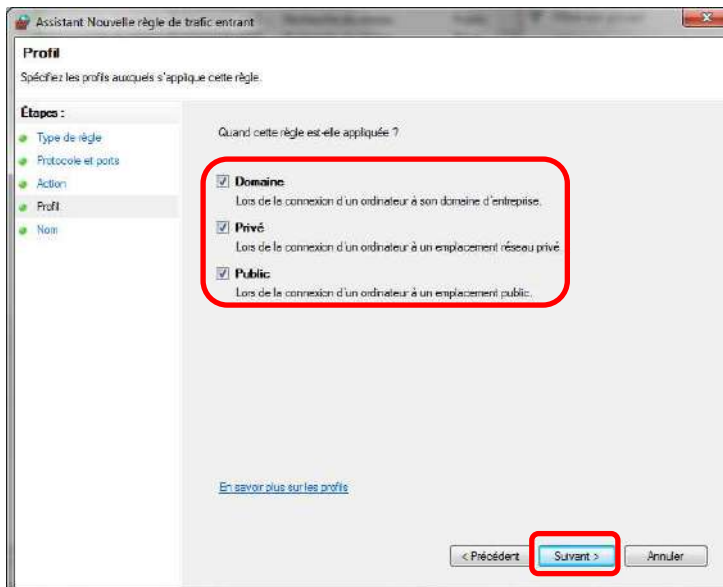 Assistant Nouvelle règle de trafic entrant
Profil
Spécifiez les profils auxquels s'applique cette règle.
Étapes :
Type de règle
Protocole et ports
Action
Profil
Nom
Quand cette règle est-elle appliquée ?
Domaine
Lors de la connexion d'un ordinateur à son domaine d'entreprise.
Privé
Lors de la connexion d'un ordinateur à un emplacement réseau privé
Public
Lors de la connexion d'un ordinateur à un emplacement public.
En savoir plus sur les profils
< Précédent
Suivant >
Annuler